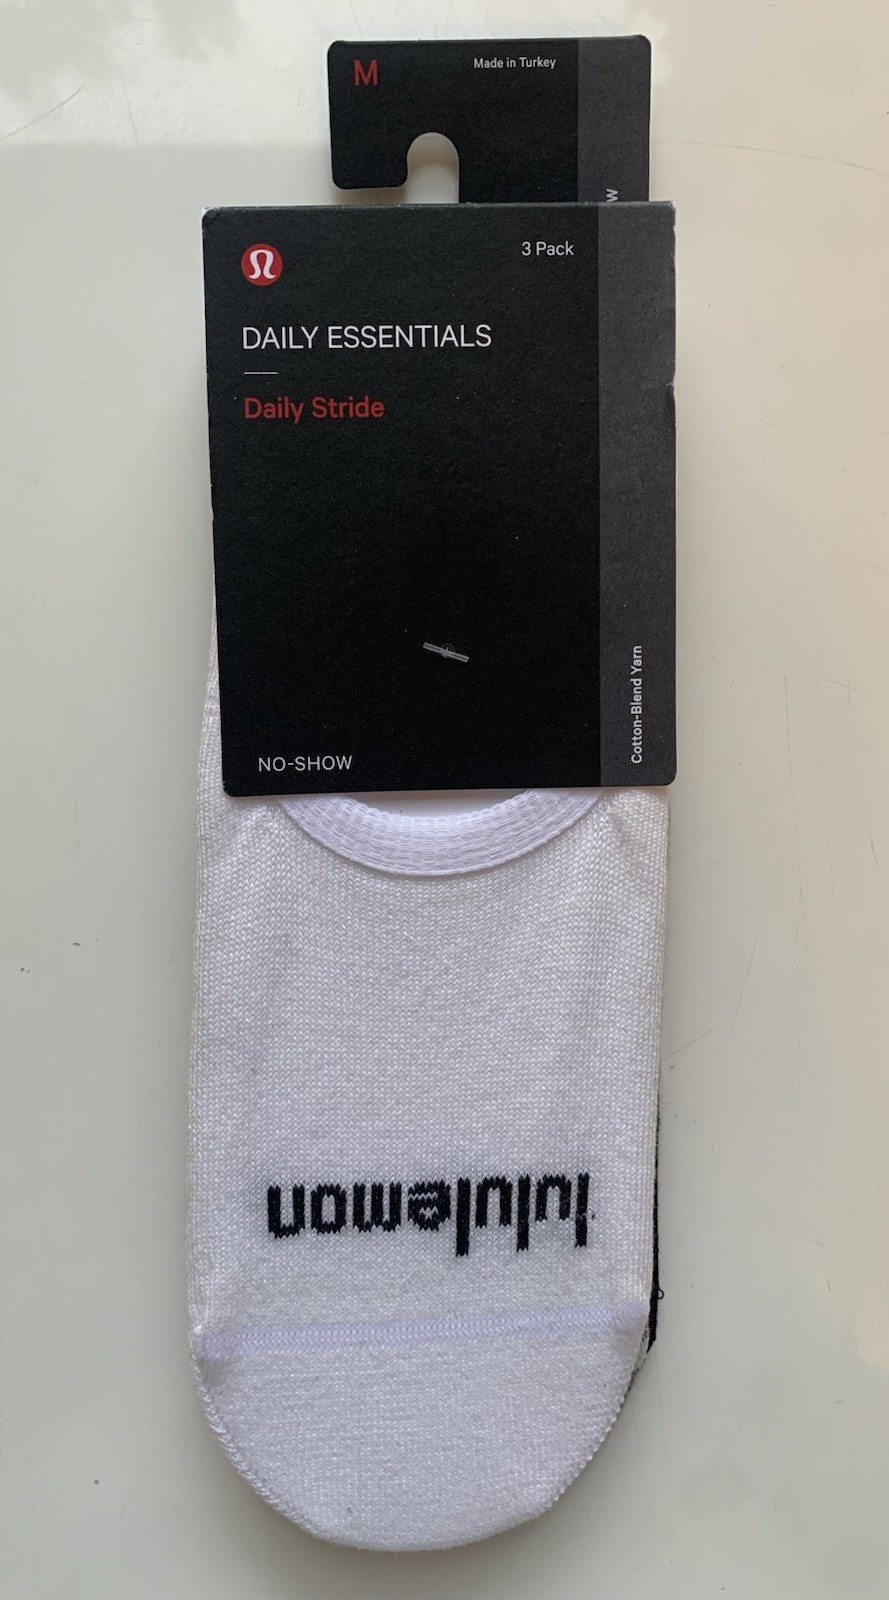 M
Made in Turkey
W
3 Pack
DAILY ESSENTIALS
Daily Stride
Cotton-Blend Yarn
NO-SHOW
lululemon